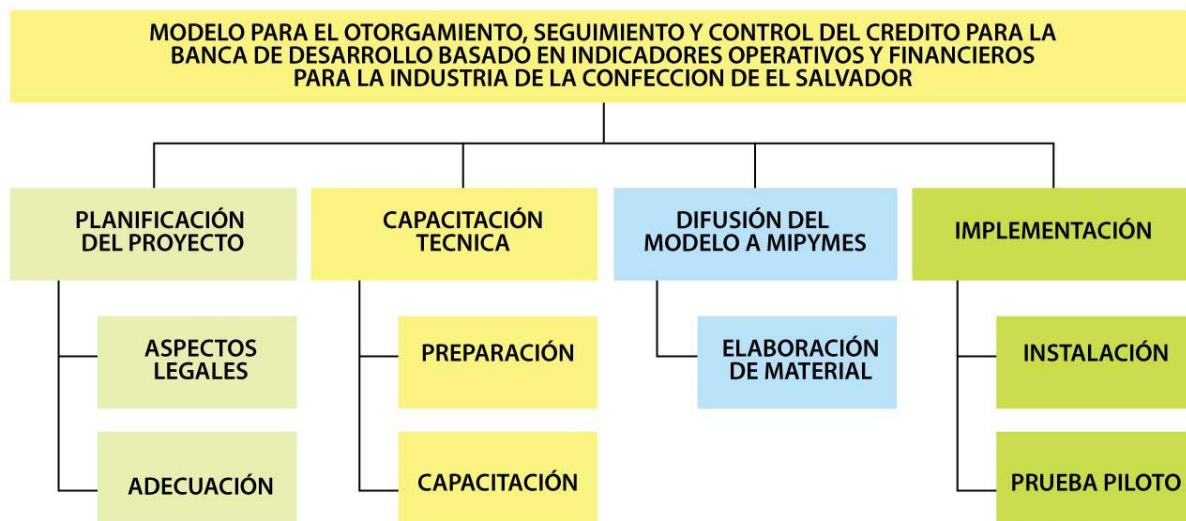 MODELO PARA EL OTORGAMIENTO, SEGUIMIENTO Y CONTROL DEL CREDITO PARA LA
BANCA DE DESARROLLO BASADO EN INDICADORES OPERATIVOS Y FINANCIEROS
PARA LA INDUSTRIA DE LA CONFECCION DE EL SALVADOR
PLANIFICACIÓN
DEL PROYECTO
ASPECTOS
LEGALES
ADECUACIÓN
CAPACITACIÓN
TECNICA
PREPARACIÓN
CAPACITACIÓN
DIFUSIÓN DEL
MODELO A MIPYMES
ELABORACIÓN
DE MATERIAL
IMPLEMENTACIÓN
INSTALACIÓN
PRUEBA PILOTO